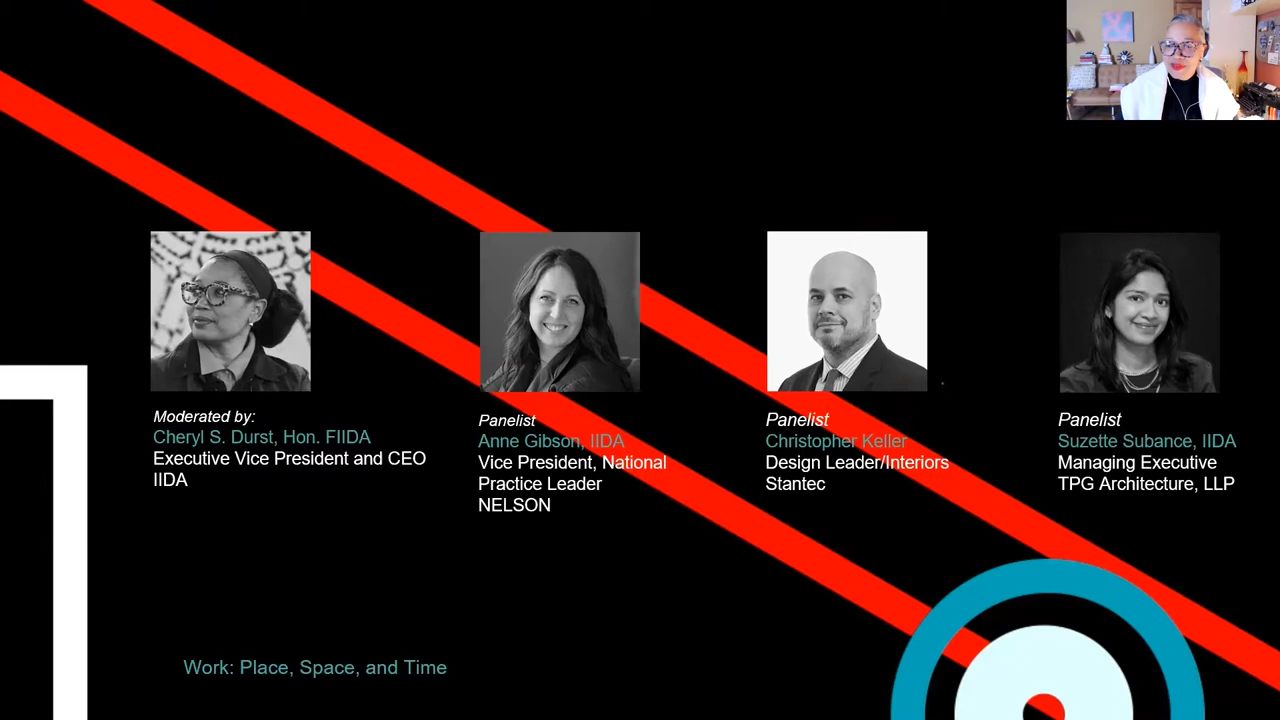 Moderated by:
Cheryl S. Durst, Hon. FIIDA
Executive Vice President and CEO
IIDA
Panelist
Anne Gibson, IIDA
Vice President, National
Practice Leader
NELSON
Panelist
Christopher Keller
Design Leader/Interiors
Stantec
Panelist
Suzette Subance, IIDA
Managing Executive
TPG Architecture, LLP
Work: Place, Space, and Time